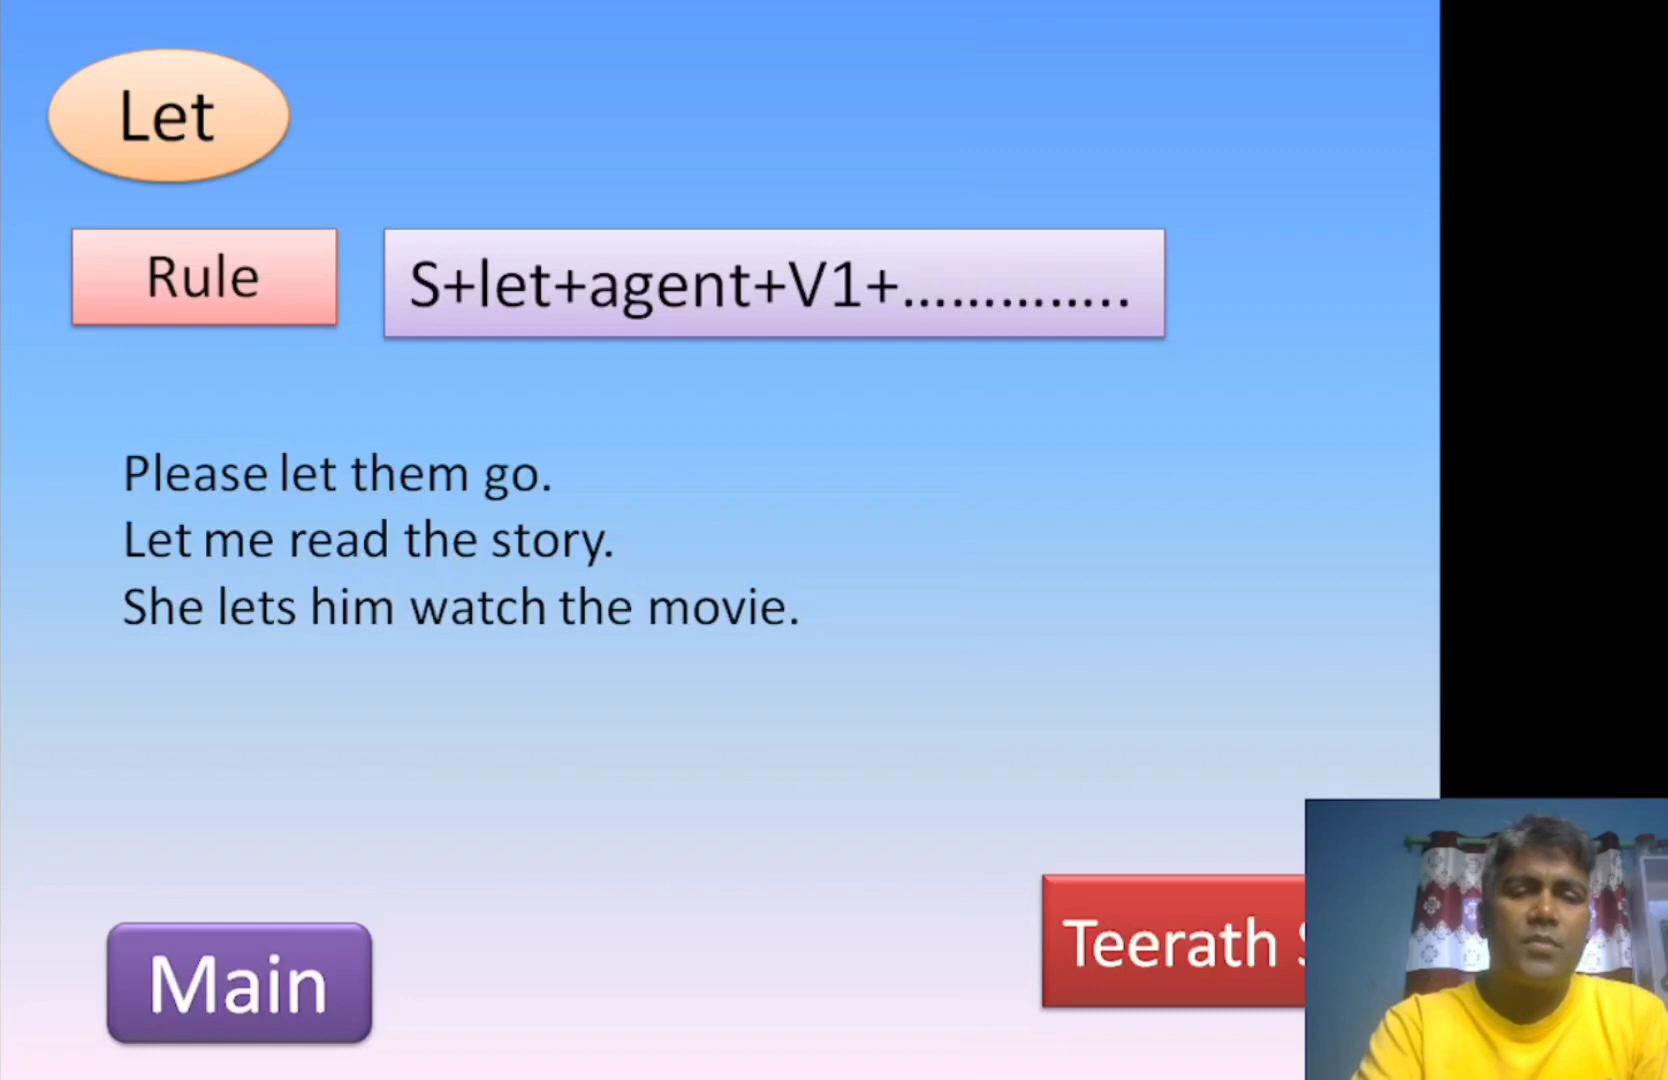 Let
Rule
S+let+agent+V1+…………..
Please let them go.
Let me read the story.
She lets him watch the movie.
Main
Teerath